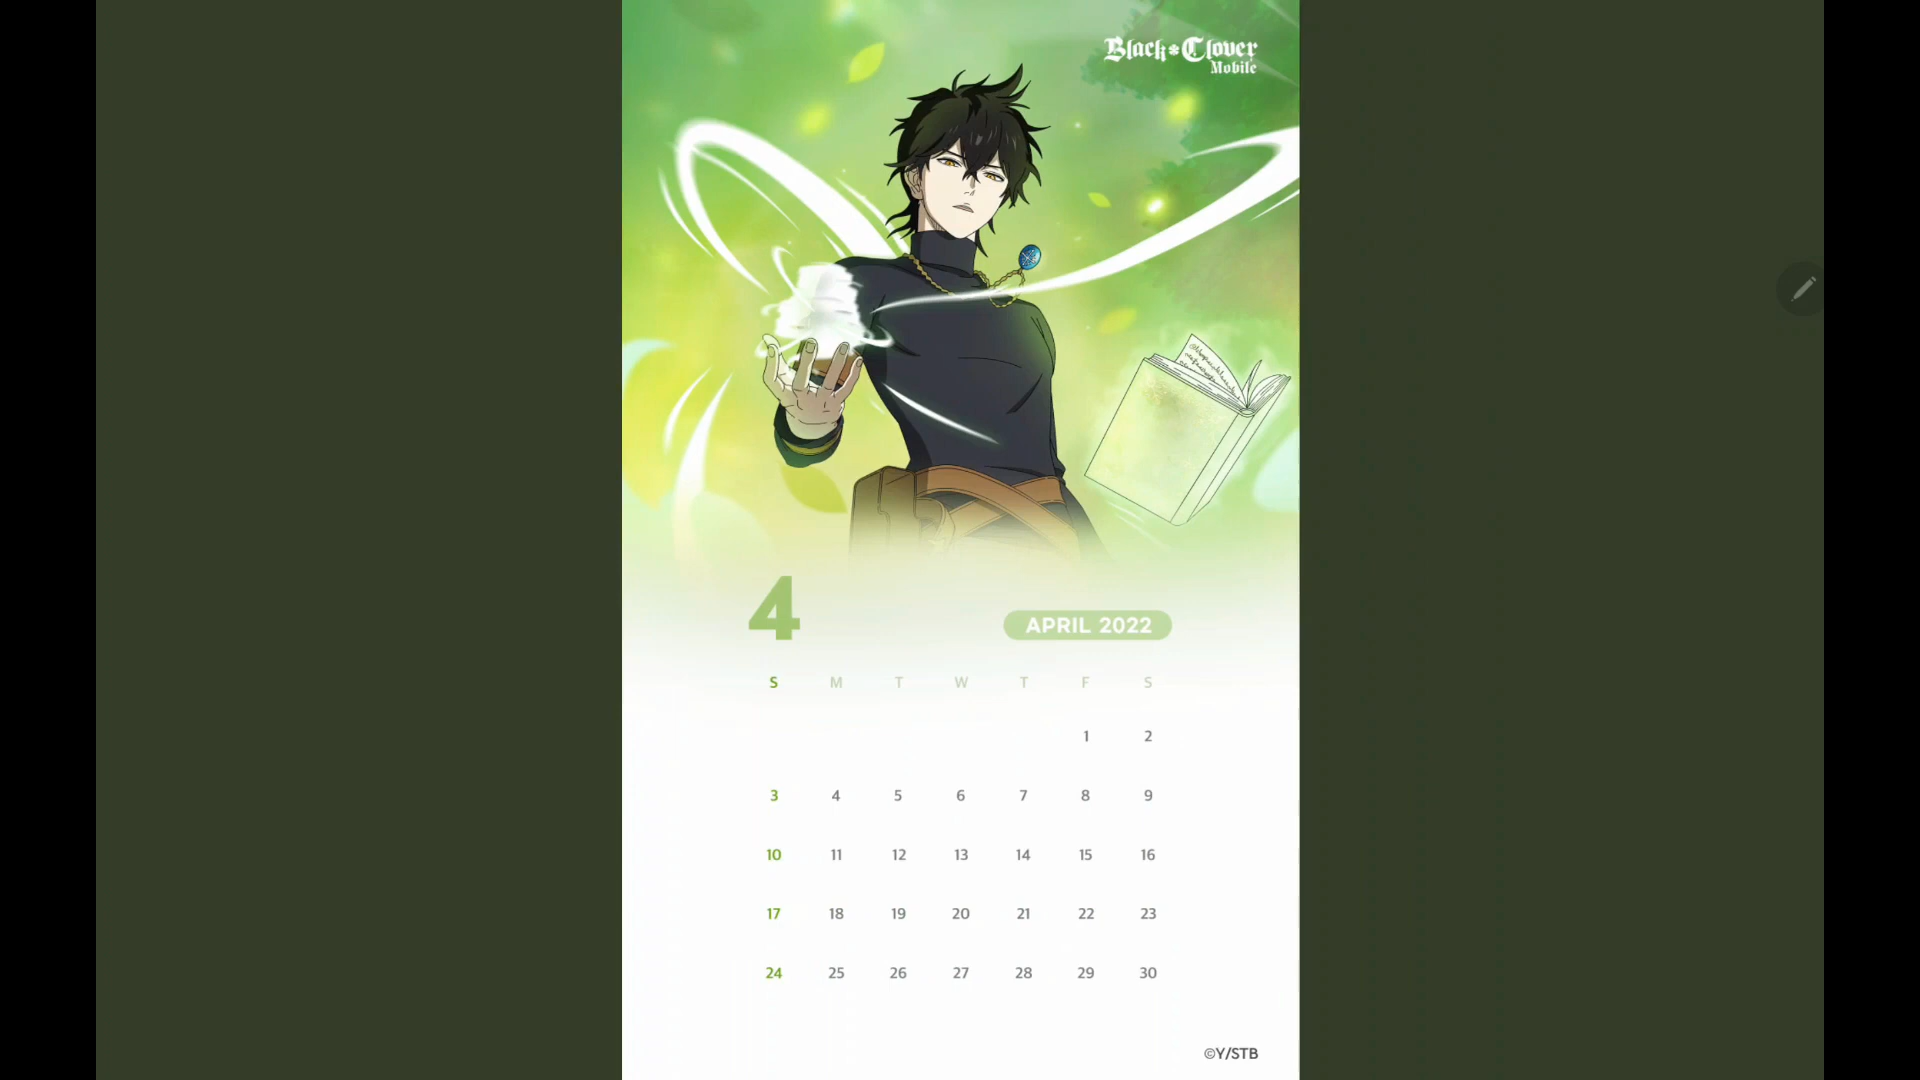 Black Clover
Mobile
4
APRIL 2022
S M T W T F S
1 2
3 4 5 6 7 8 9
10 11 12 13 14 15 16
17 18 19 20 21 22 23
24 25 26 27 28 29 30
©Y/STB